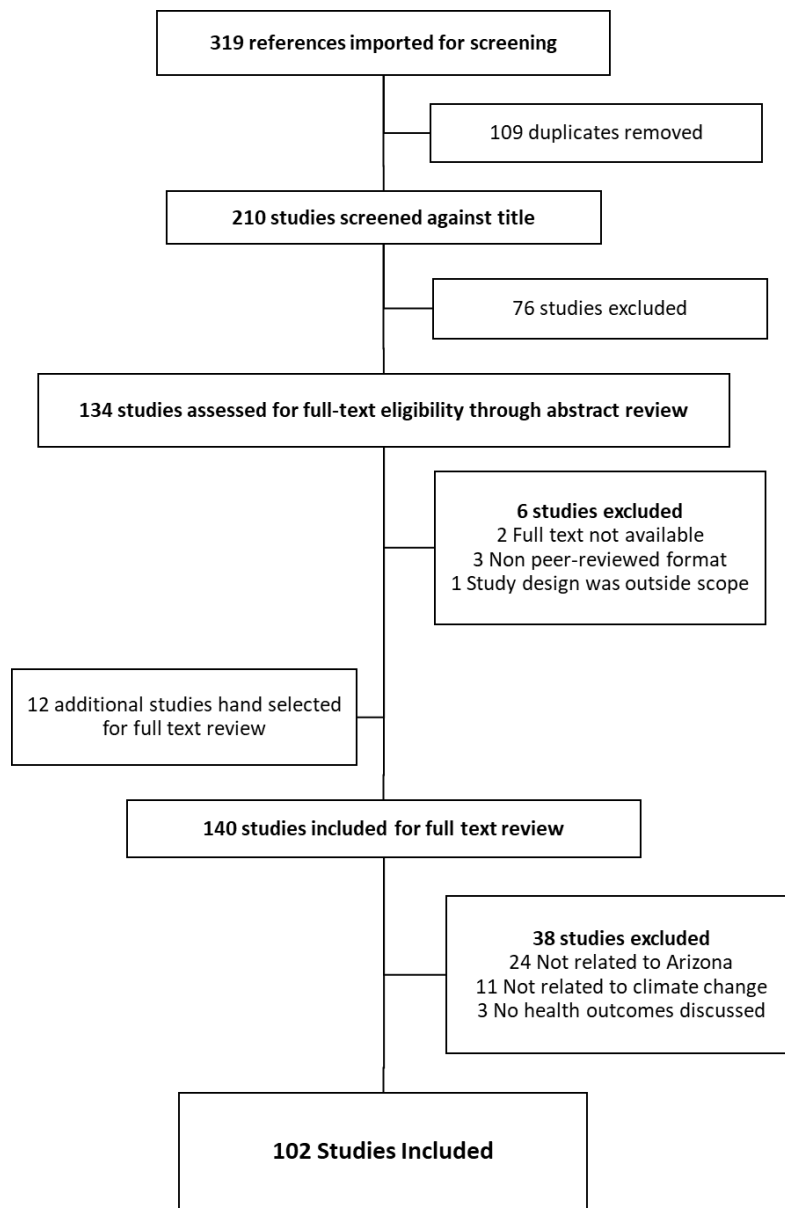 319 references imported for screening
109 duplicates removed
210 studies screened against title
76 studies excluded
134 studies assessed for full-text eligibility through abstract review
6 studies excluded
2 Full text not available
3 Non peer-reviewed format
1 Study design was outside scope
12 additional studies hand selected
for full text review
140 studies included for full text review
38 studies excluded
24 Not related to Arizona
11 Not related to climate change
3 No health outcomes discussed
102 Studies Included